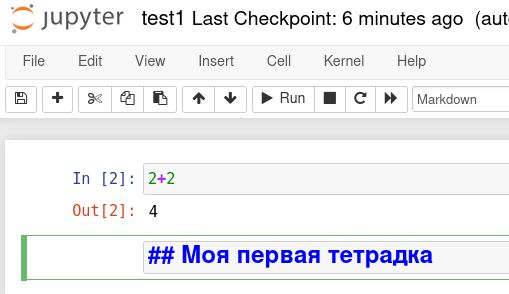 jupyter test1 Last Checkpoint: 6 minutes ago (aut
File Edit View Insert Cell Kernel Help
Run Markdown
In [2]: 2+2
Out[2]: 4
## Моя первая тетрадка